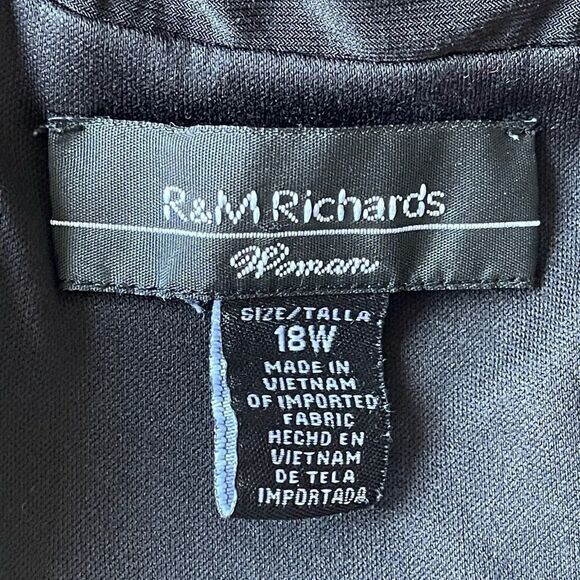 R&M Richards
Woman
SIZE/TALLA
18W
MADE IN
VIETNAM
OF IMPORTED
FABRIC
HECHO EN
VIETNAM
DE TELA
IMPORTADA